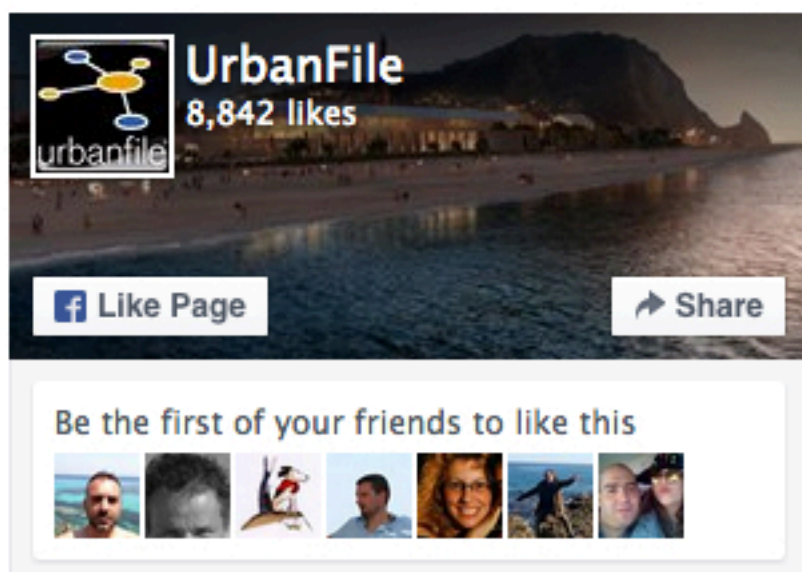 UrbanFile
8,842 likes
urbanfile
Like Page
Share
Be the first of your friends to like this